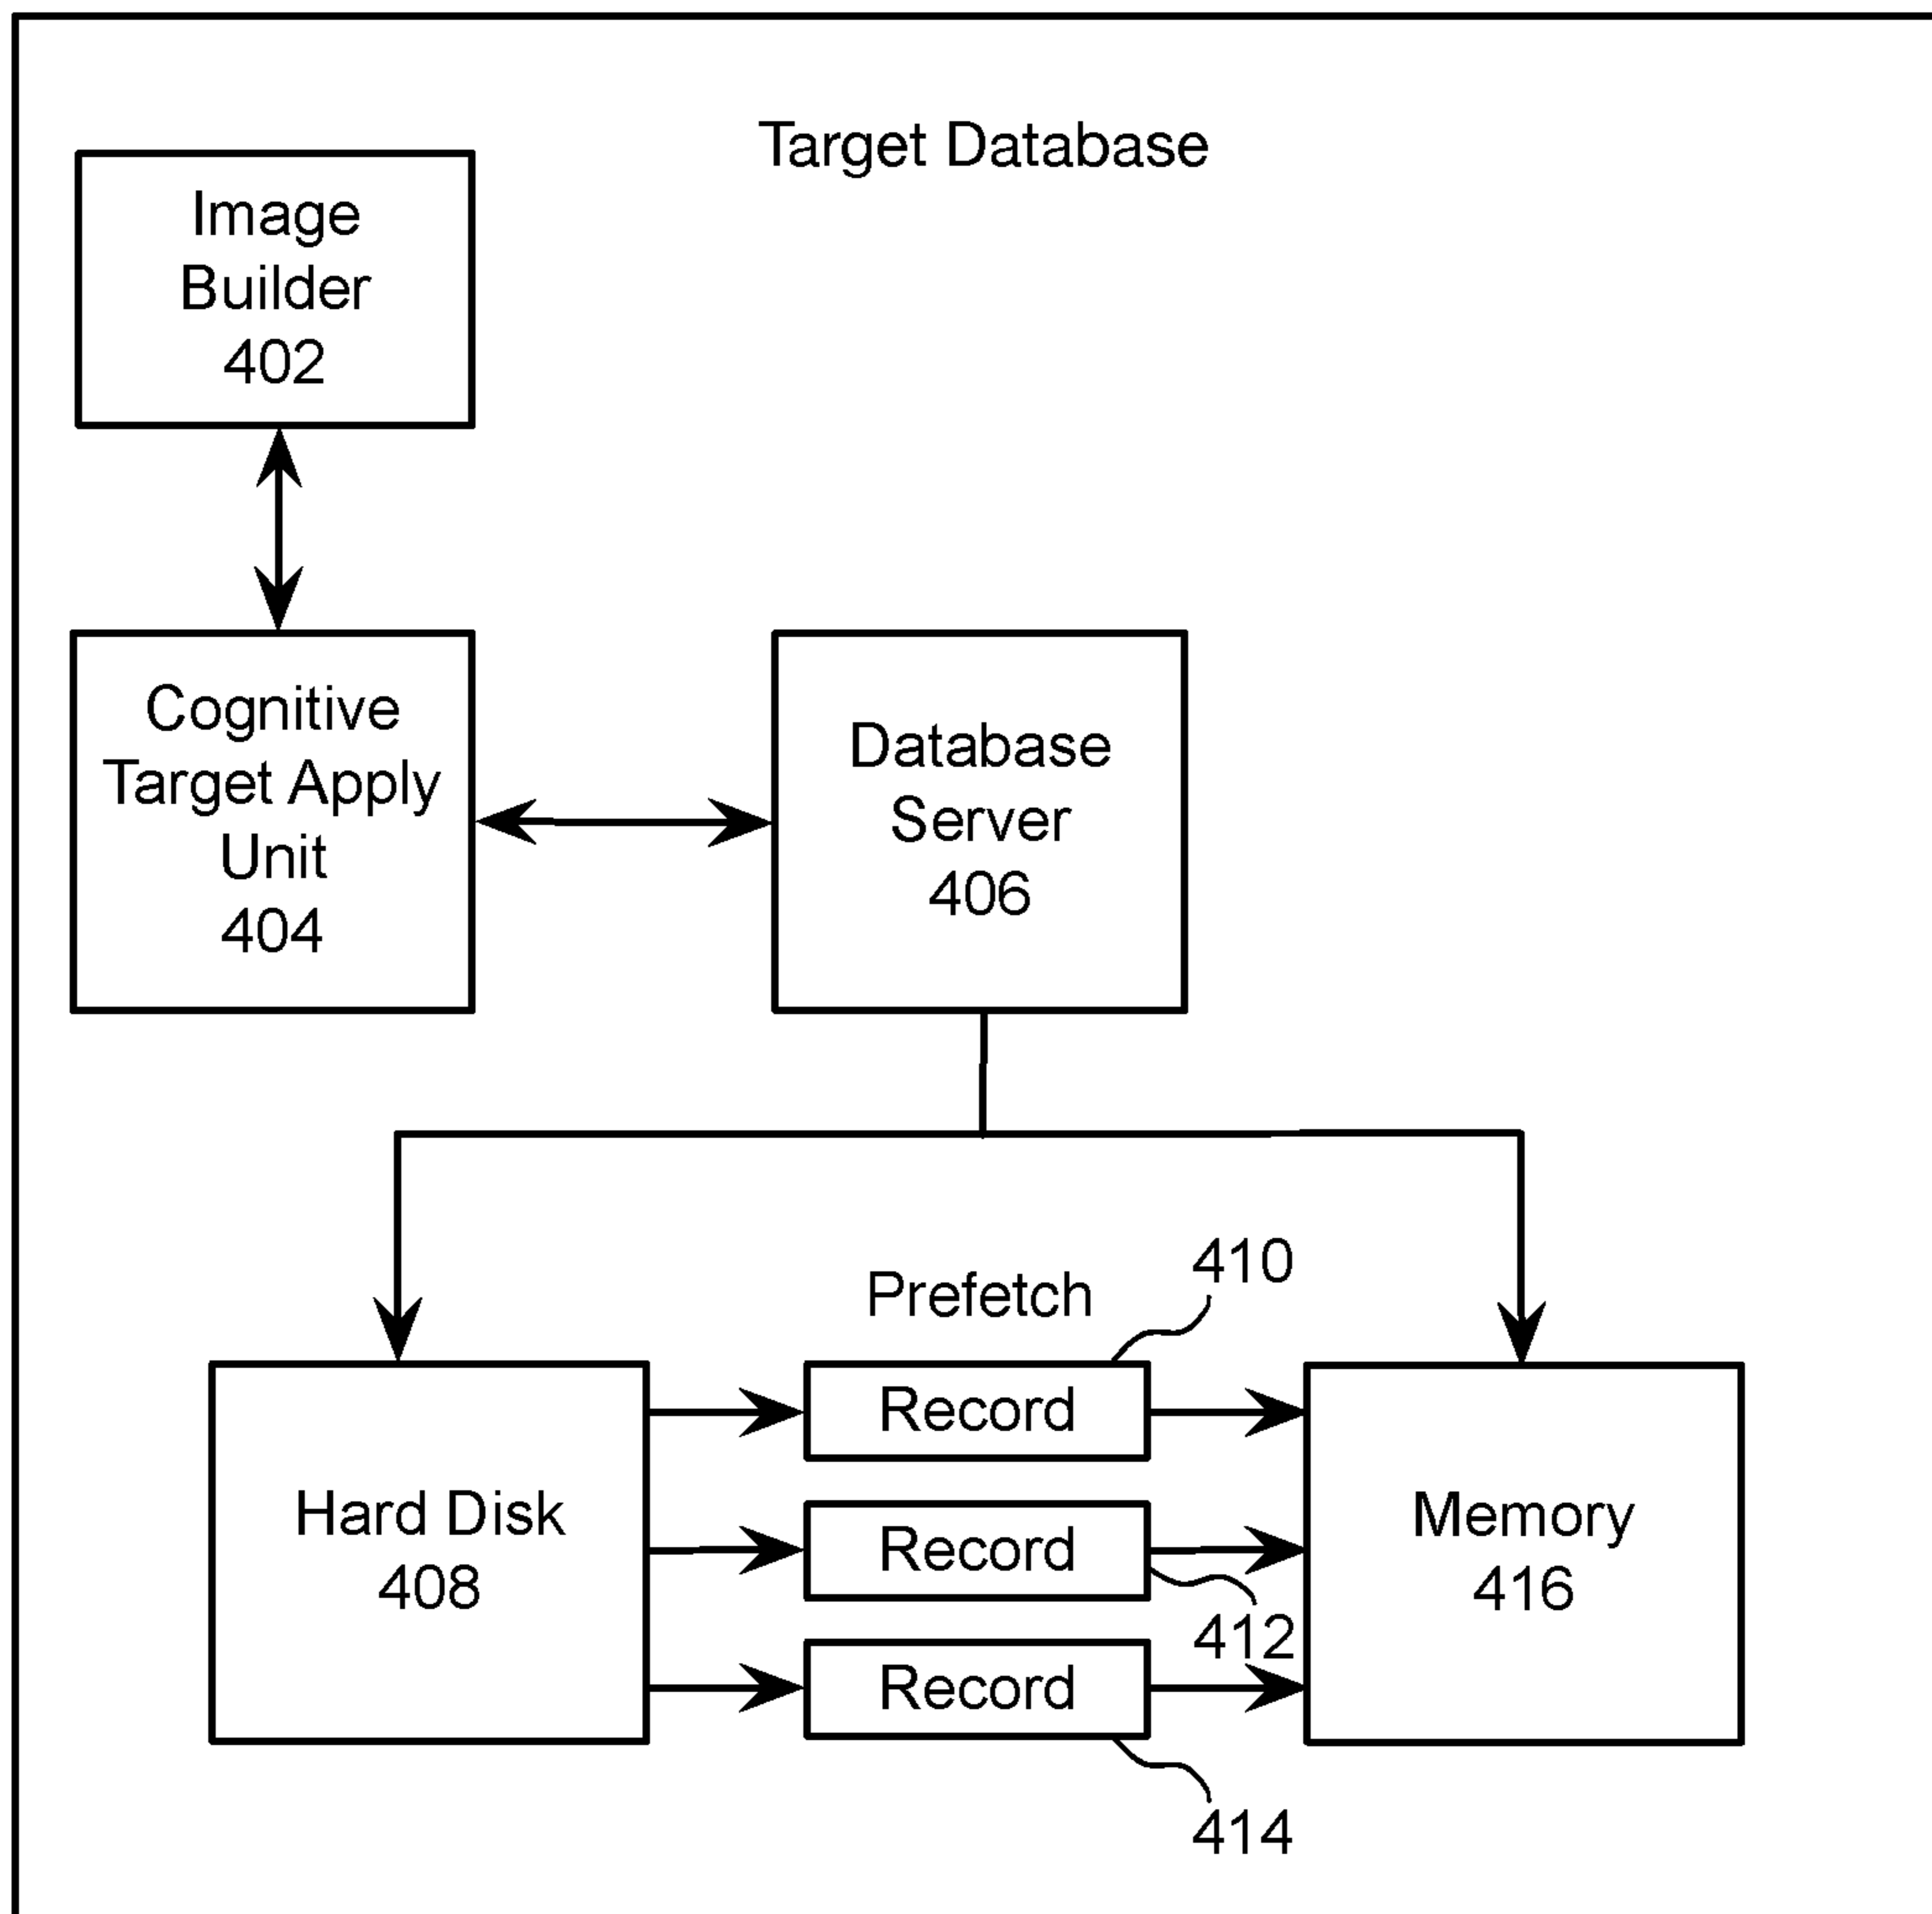 Target Database
Image
Builder
402
Cognitive
Target Apply
Unit
404
Database
Server
406
Prefetch
410
Hard Disk
408
Record
Record
412
Record
414
Memory
416